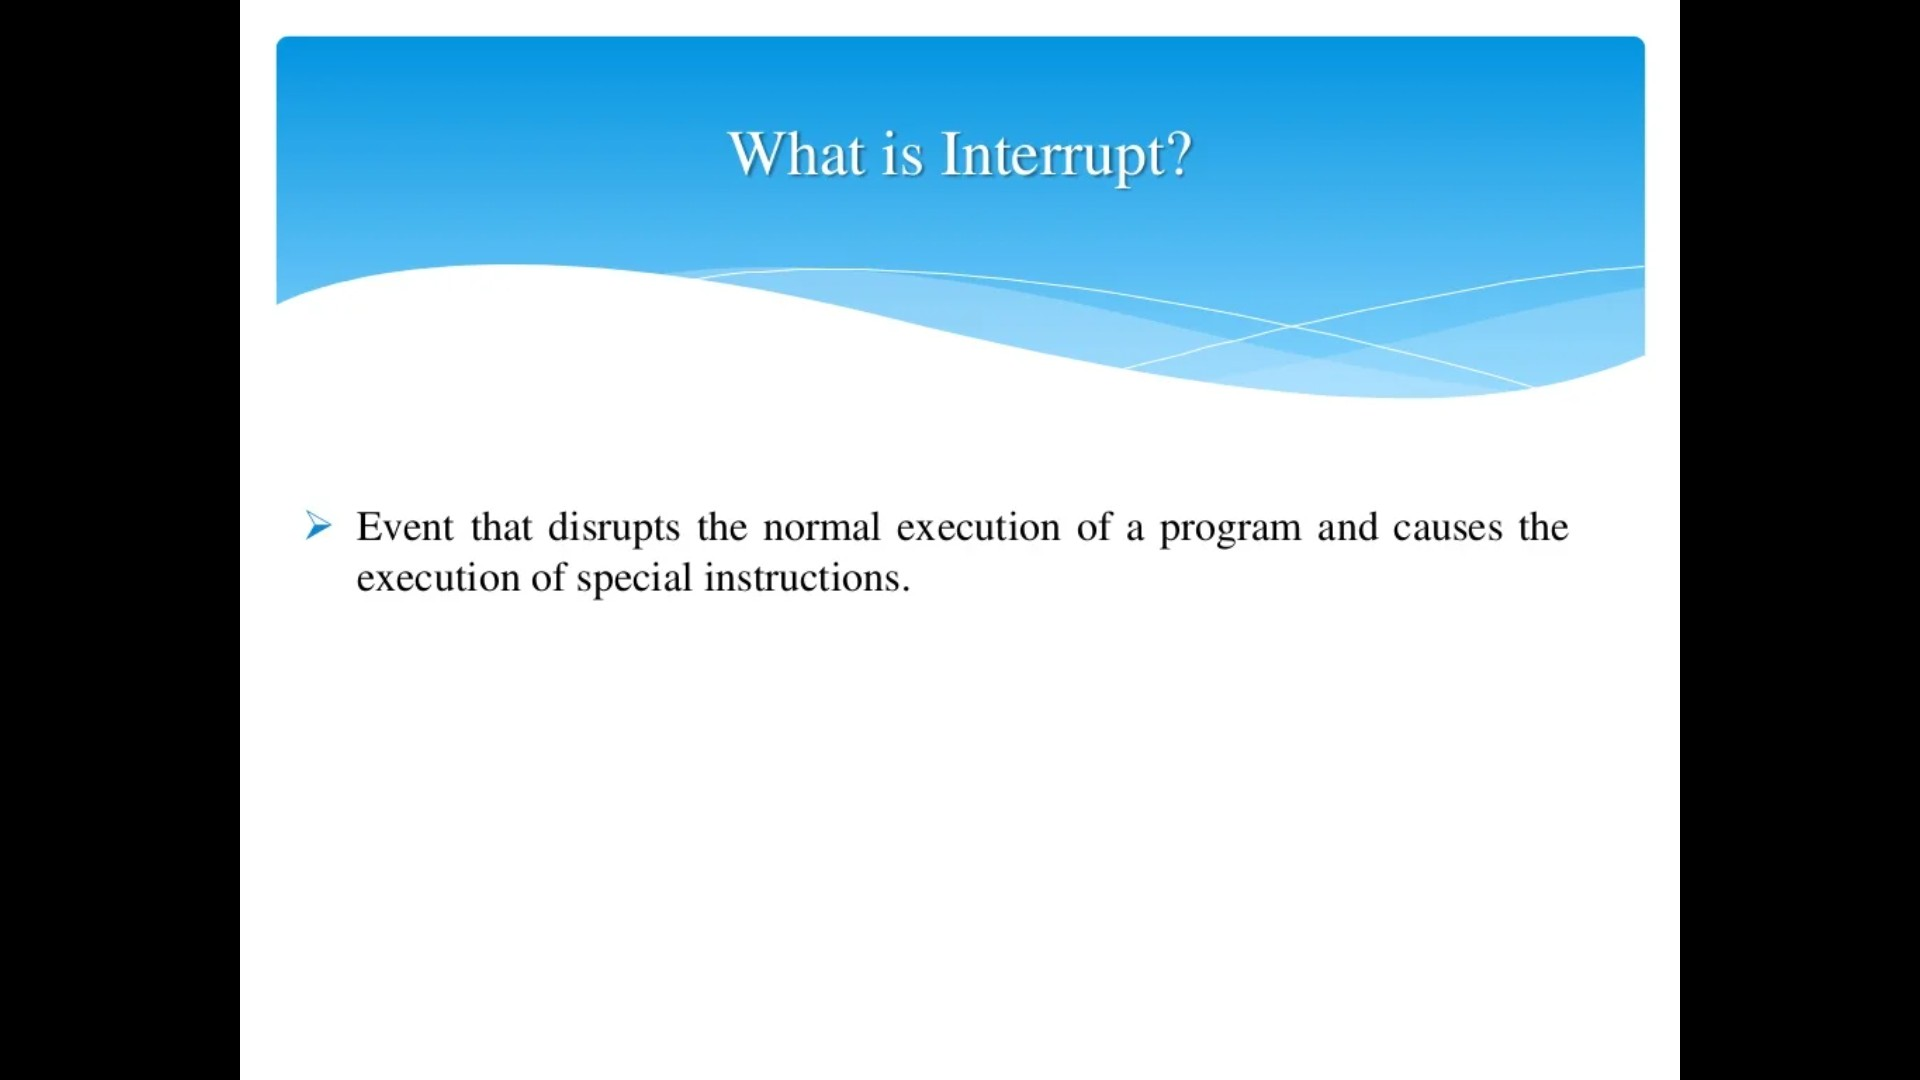 What is Interrupt?
Event that disrupts the normal execution of a program and causes the
execution of special instructions.